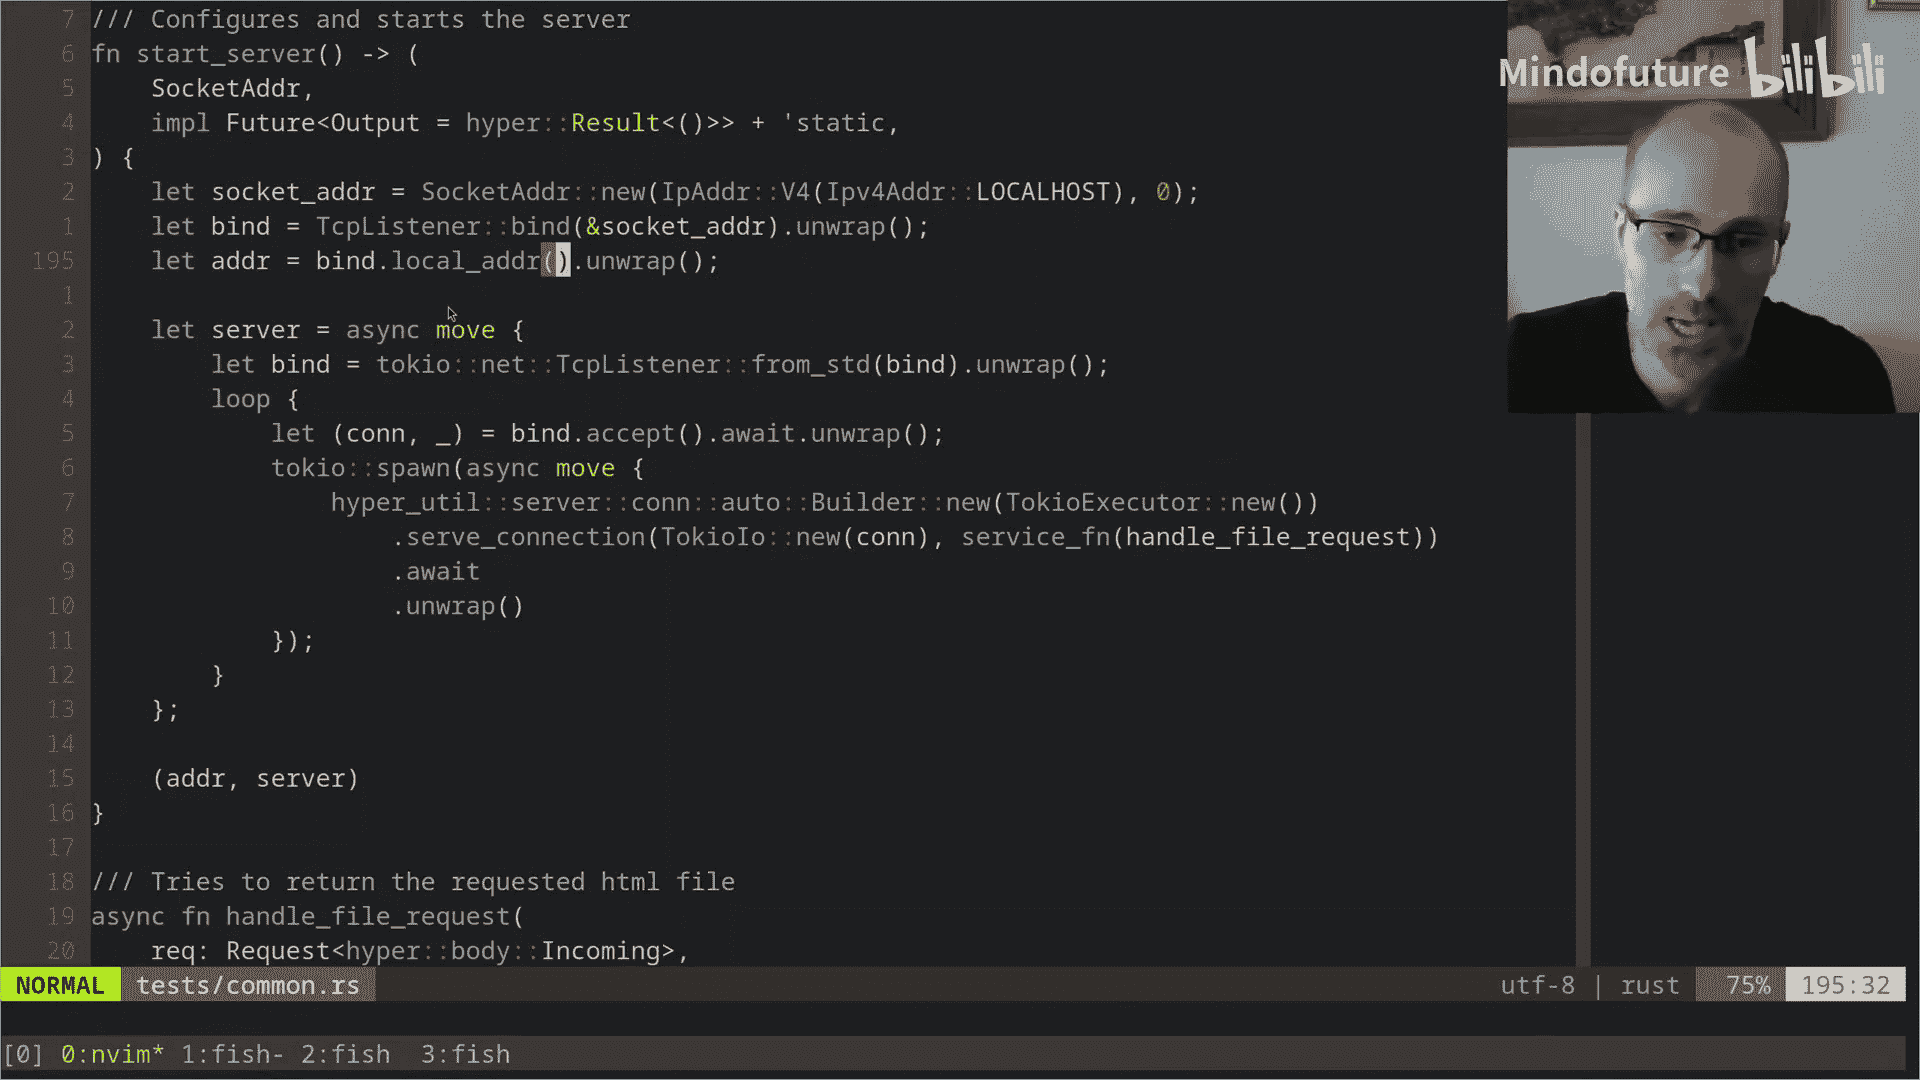 7 /// Configures and starts the server
6 fn start_server() -> (
5     SocketAddr,
4     impl Future<Output = hyper::Result<()>> + 'static,
3 ) {
2     let socket_addr = SocketAddr::new(IpAddr::V4(Ipv4Addr::LOCALHOST), 0);
1     let bind = TcpListener::bind(&socket_addr).unwrap();
195     let addr = bind.local_addr().unwrap();
1
2     let server = async move {
3         let bind = tokio::net::TcpListener::from_std(bind).unwrap();
4         loop {
5             let (conn, _) = bind.accept().await.unwrap();
6             tokio::spawn(async move {
7                 hyper_util::server::conn::auto::Builder::new(TokioExecutor::new())
8                     .serve_connection(TokioIo::new(conn), service_fn(handle_file_request))
9                     .await
10                     .unwrap()
11             });
12         }
13     };
14
15     (addr, server)
16 }
17
18 /// Tries to return the requested html file
19 async fn handle_file_request(
20     req: Request<hyper::body::Incoming>,
NORMAL tests/common.rs utf-8 | rust 75% 195:32
[0] 0:nvim* 1:fish- 2:fish 3:fish
Mindofuture bilibili